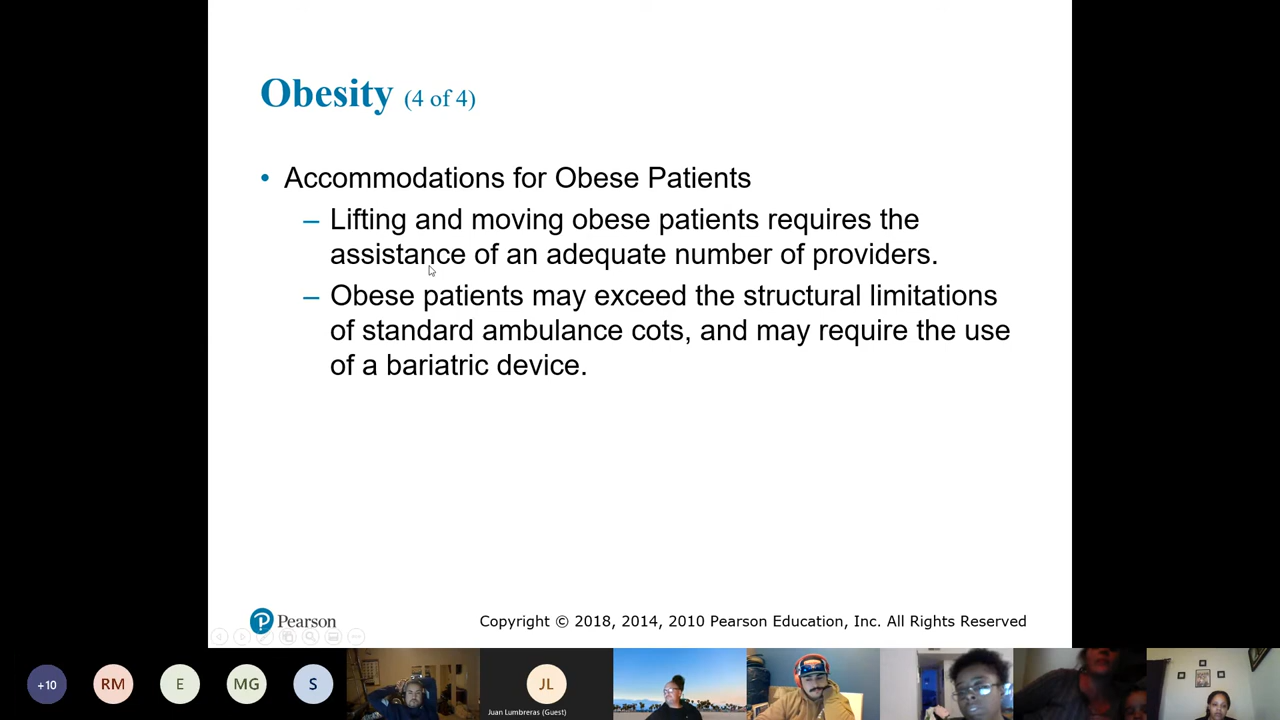 Obesity (4 of 4)
• Accommodations for Obese Patients
– Lifting and moving obese patients requires the
assistance of an adequate number of providers.
– Obese patients may exceed the structural limitations
of standard ambulance cots, and may require the use
of a bariatric device.
Pearson
Copyright © 2018, 2014, 2010 Pearson Education, Inc. All Rights Reserved
+10
RM
E
MG
S
JL
Juan Lumbreras (Guest)